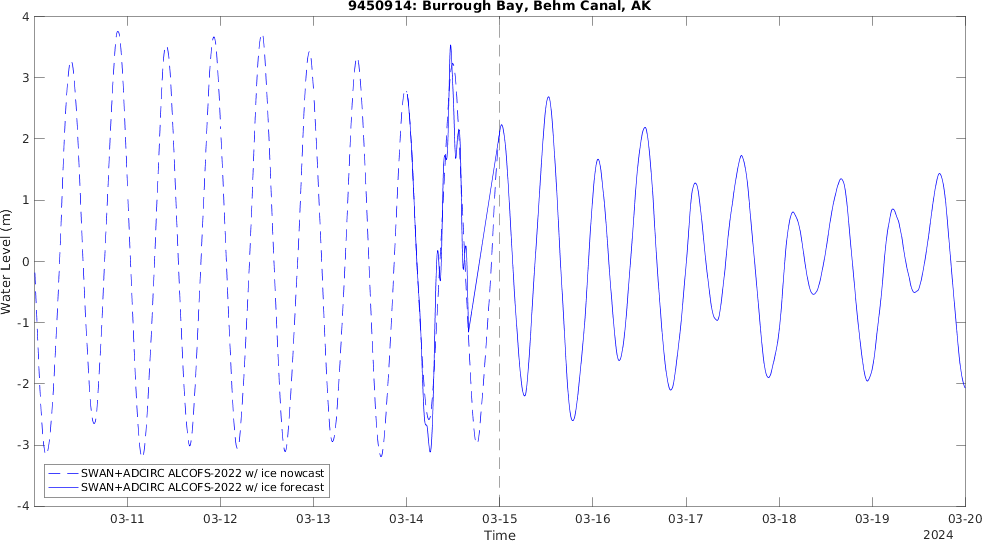 9450914: Burrough Bay, Behm Canal, AK
4
3
2
1
0
-1
-2
-3
-4
Water Level (m)
SWAN+ADCIRC ALCOFS-2022 w/ ice nowcast
SWAN+ADCIRC ALCOFS-2022 w/ ice forecast
03-11 03-12 03-13 03-14 03-15 03-16 03-17 03-18 03-19 03-20
Time
2024